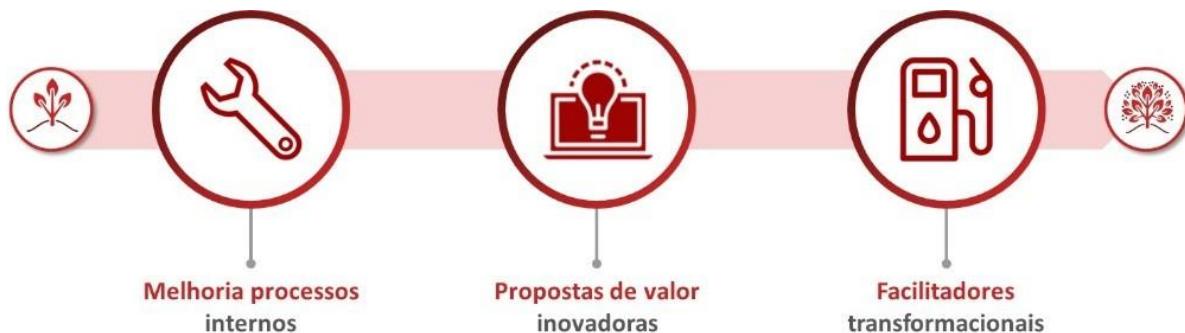 Melhoria processos
internos
Propostas de valor
inovadoras
Facilitadores
transformacionais